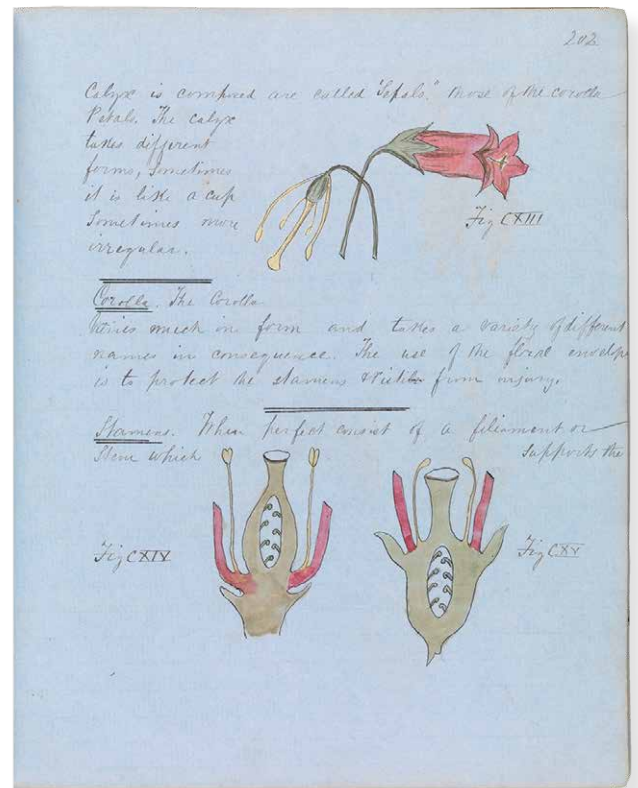 202
Calyx is composed are called "Sepals." those of the corolla
Petals. The calyx
takes different
forms, sometimes
it is like a cup
Sometimes more
irregular.
Fig CXIII
Corolla. The Corolla
Varies much in form and takes a variety of different
names in consequence. The use of the floral envelope
is to protect the stamens & Pistils from injury.
Stamens. When perfect consist of a filiament or
Stem which supports the
Fig CXIV
Fig CXV